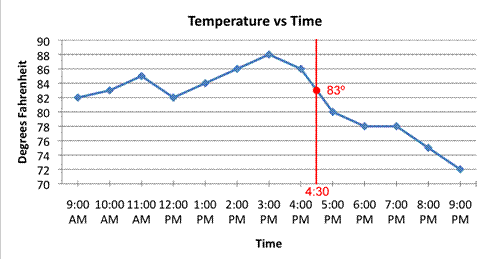 Temperature vs Time
Degrees Fahrenheit
90
88
86
84
82
80
78
76
74
72
70
83º
4:30
9:00 10:00 11:00 12:00 1:00 2:00 3:00 4:00 5:00 6:00 7:00 8:00 9:00
AM AM AM PM PM PM PM PM PM PM PM PM PM
Time